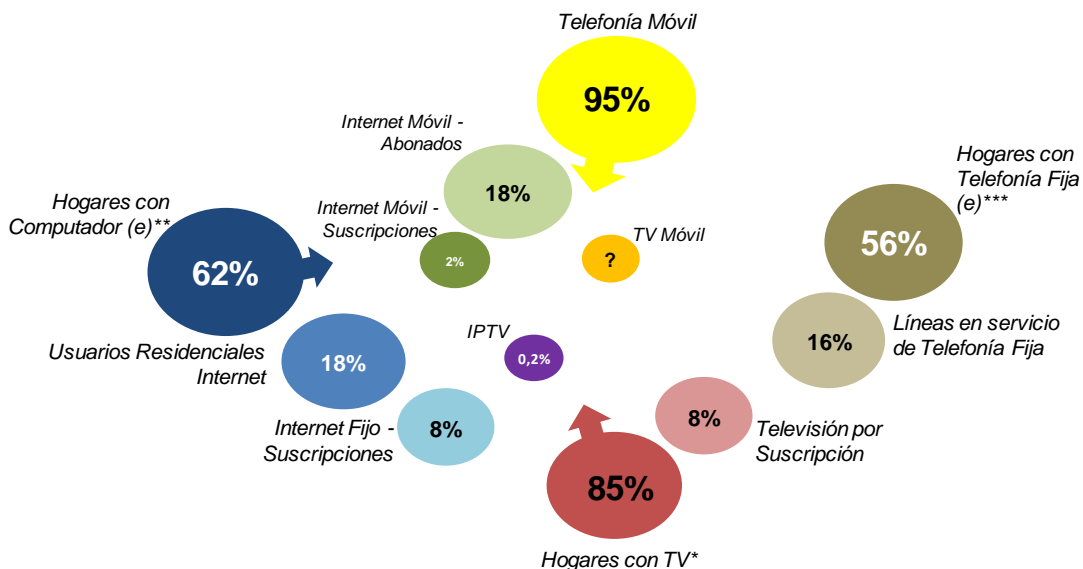 Telefonía Móvil
95%
Internet Móvil -
Abonados
18%
Hogares con
Telefonía Fija
(e)***
56%
Hogares con
Computador (e)**
62%
Internet Móvil -
Suscripciones
2%
TV Móvil
?
Líneas en servicio
de Telefonía Fija
16%
Usuarios Residenciales
Internet
18%
IPTV
0,2%
Internet Fijo -
Suscripciones
8%
8%
Televisión por
Suscripción
85%
Hogares con TV*